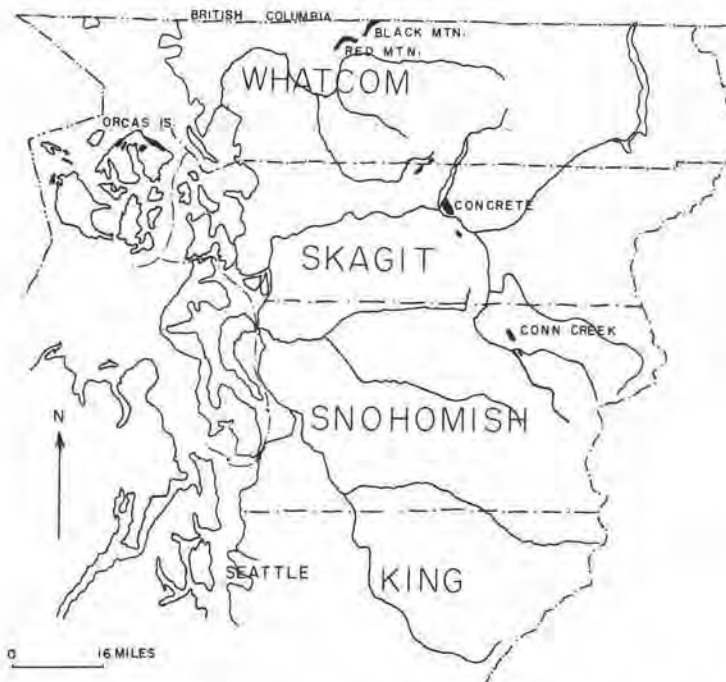 BRITISH COLUMBIA
BLACK MTN.
RED MTN.
WHATCOM
ORCAS IS.
CONCRETE
SKAGIT
CONN CREEK
N
SNOHOMISH
SEATTLE
KING
0 16 MILES